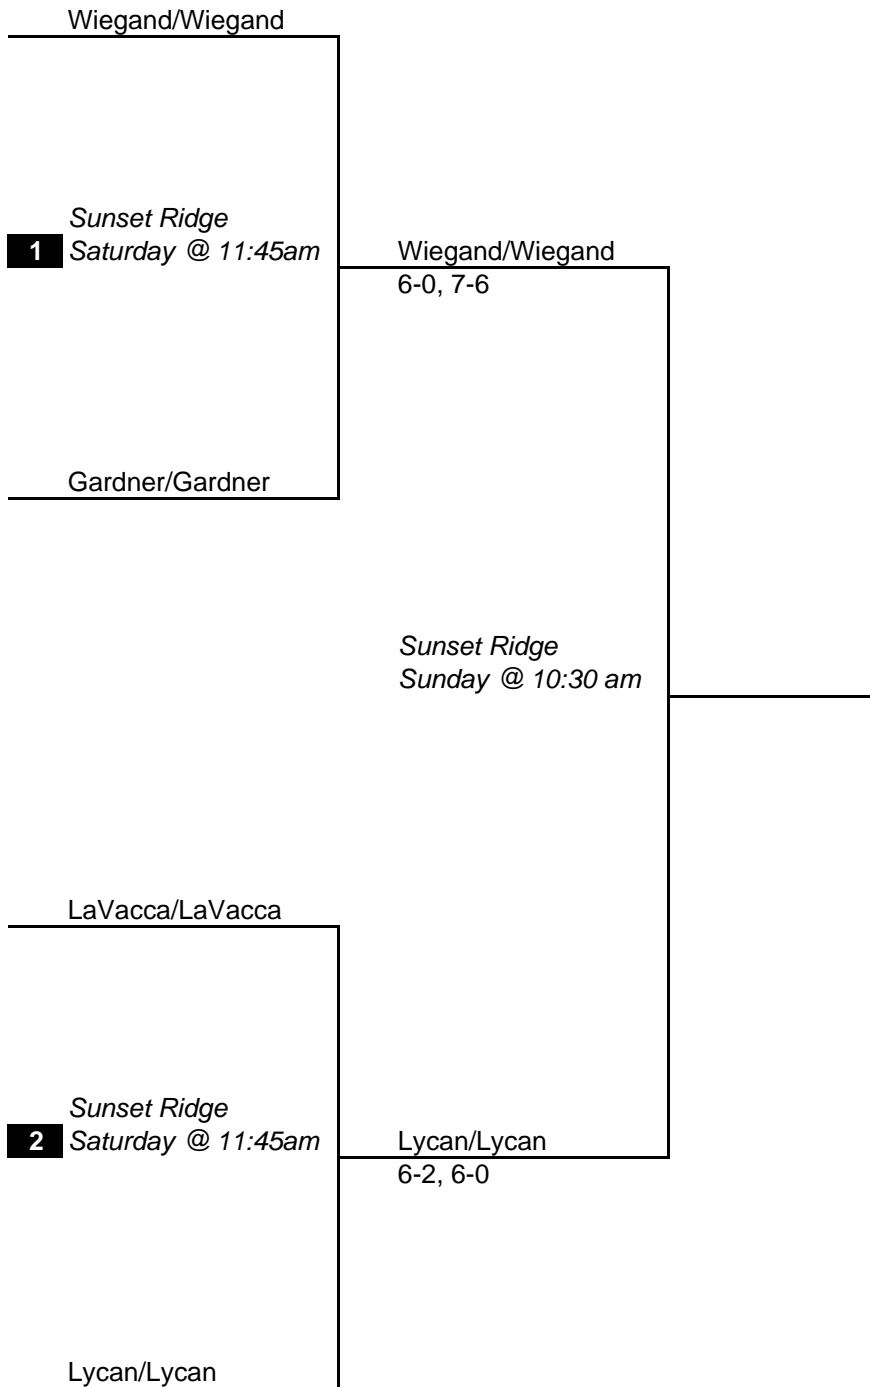 Wiegand/Wiegand
Sunset Ridge
1 Saturday @ 11:45am
Wiegand/Wiegand
6-0, 7-6
Gardner/Gardner
Sunset Ridge
Sunday @ 10:30 am
LaVacca/LaVacca
Sunset Ridge
2 Saturday @ 11:45am
Lycan/Lycan
6-2, 6-0
Lycan/Lycan